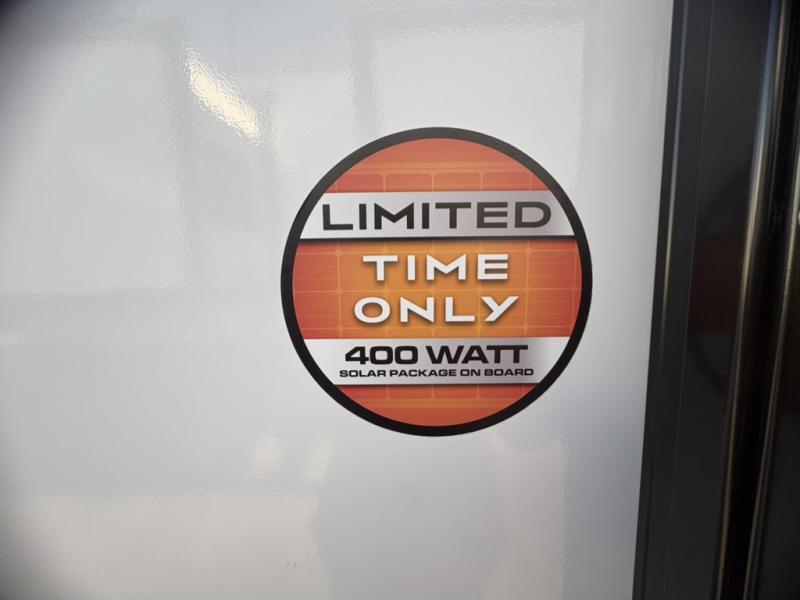 LIMITED
TIME
ONLY
400 WATT
SOLAR PACKAGE ON BOARD